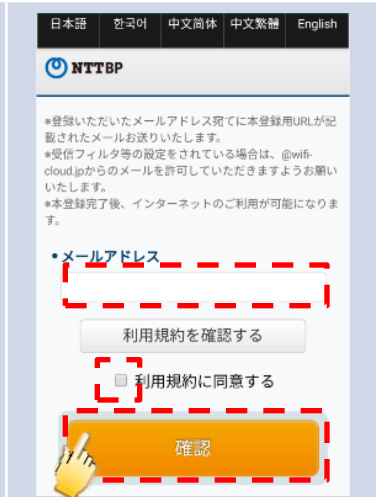 日本語 한국어 中文简体 中文繁體 English
NTTBP
※登録いただいたメールアドレス宛てに本登録用URLが記
載されたメールお送りいたします。
※受信フィルタ等の設定をされている場合は、@wifi-
cloud.jpからのメールを許可していただきますようお願い
いたします。
※本登録完了後、インターネットのご利用が可能になりま
す。
•メールアドレス
利用規約を確認する
利用規約に同意する
確認